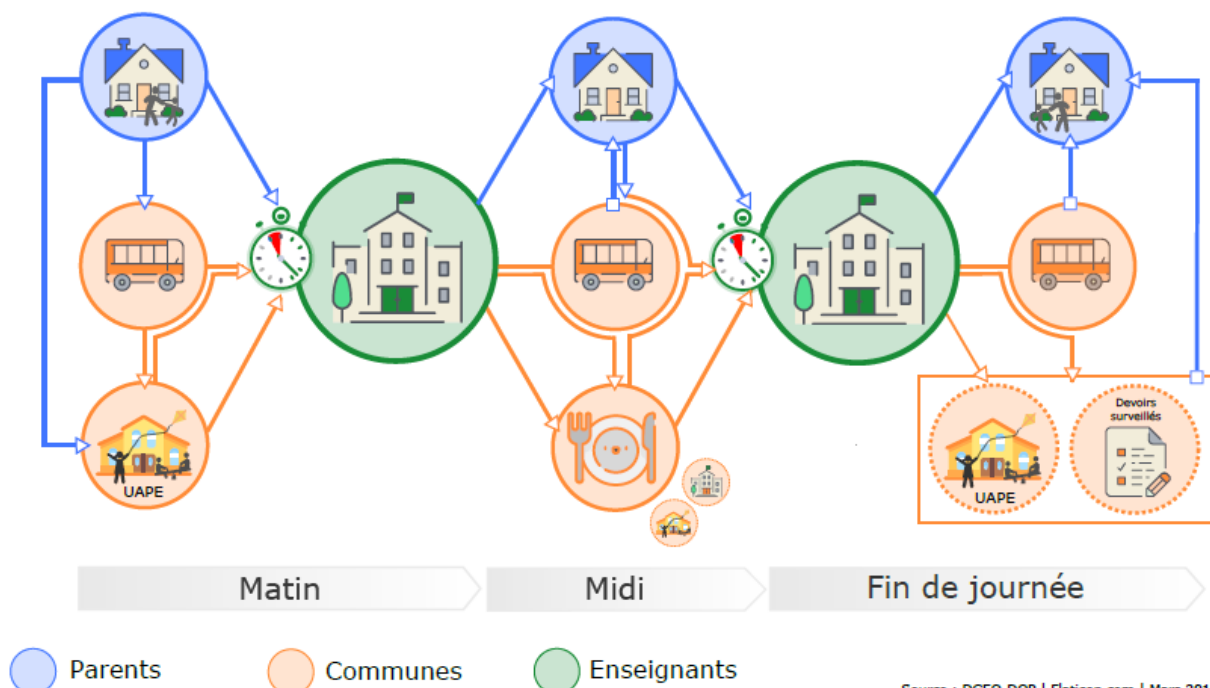 Devoirs
surveillés
UAPE
UAPE
Matin
Midi
Fin de journée
Parents
Communes
Enseignants